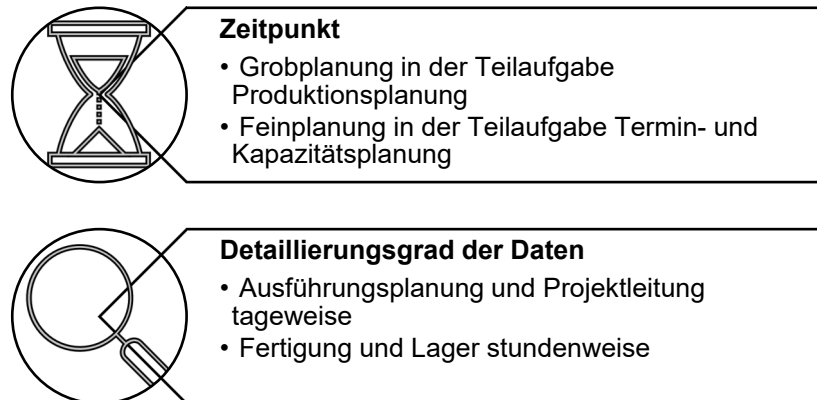 Zeitpunkt
• Grobplanung in der Teilaufgabe
Produktionsplanung
• Feinplanung in der Teilaufgabe Termin- und
Kapazitätsplanung
Detaillierungsgrad der Daten
• Ausführungsplanung und Projektleitung
tageweise
• Fertigung und Lager stundenweise